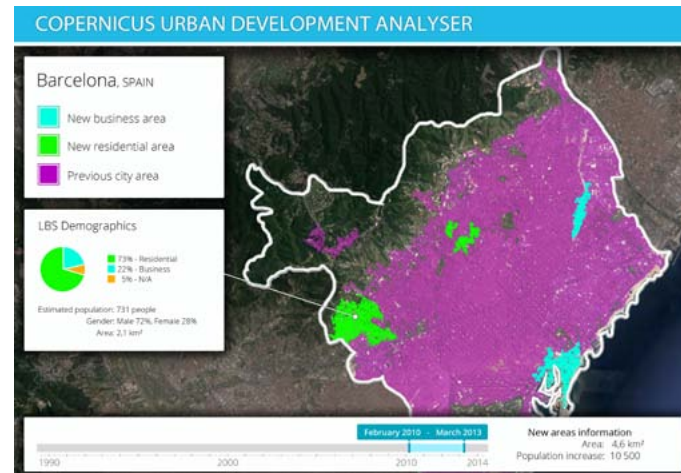 COPERNICUS URBAN DEVELOPMENT ANALYSER
Barcelona, SPAIN
New business area
New residential area
Previous city area
LBS Demographics
73% - Residential
22% - Business
5% - N/A
Estimated population: 731 people
Gender: Male 72%, Female 28%
Area: 2,1 km²
February 2010 - March 2013
1990
2000
2010
2014
New areas information
Area: 4,6 km²
Population increase: 10 500